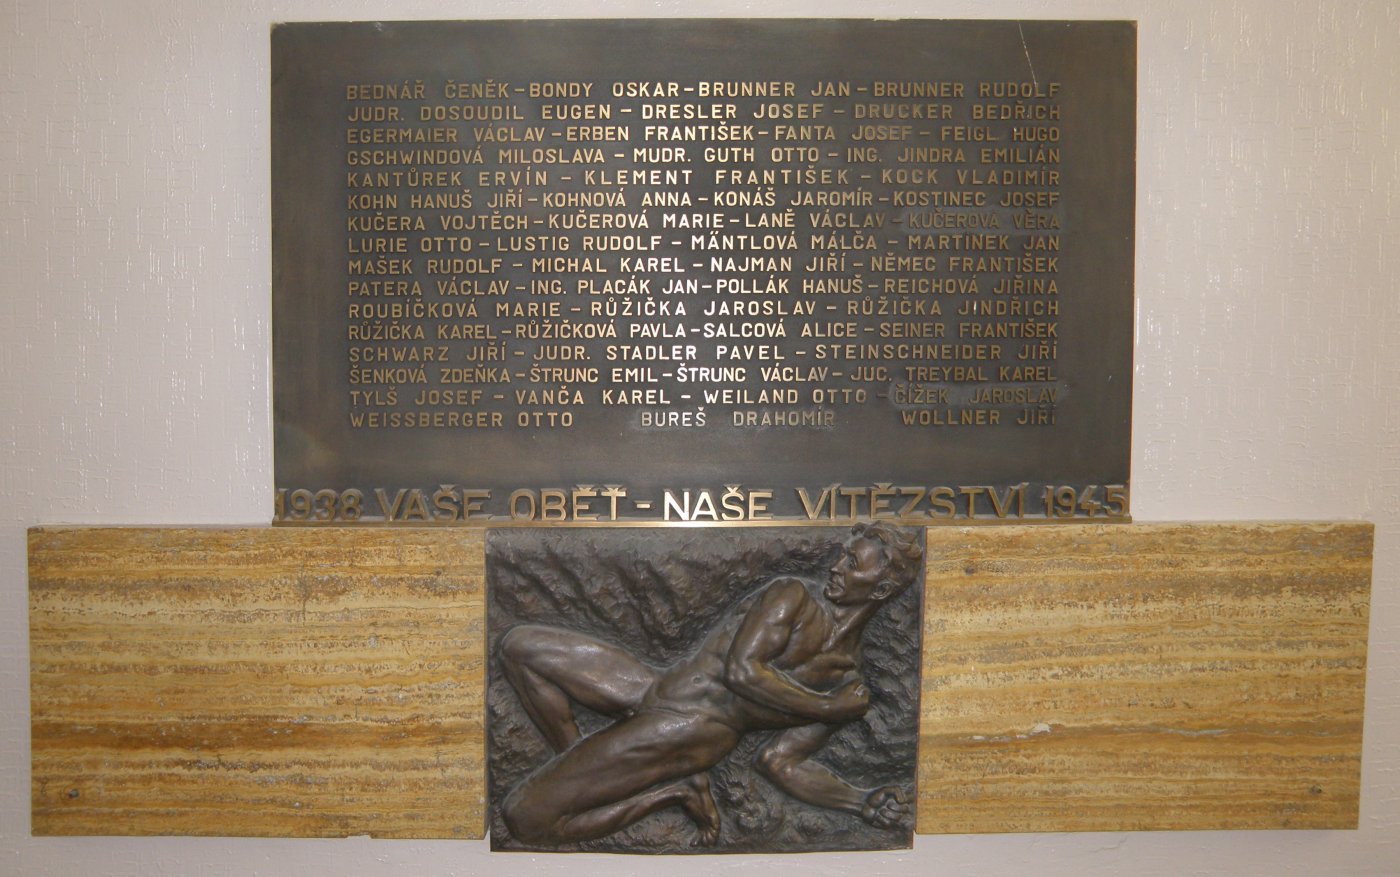 BEDNÁŘ ČENĚK-BONDY OSKAR-BRUNNER JAN-BRUNNER RUDOLF
JUDR. DOSOUDIL EUGEN-DRESLER JOSEF-DRUCKER BEDŘICH
EGERMAIER VÁCLAV-ERBEN FRANTIŠEK-FANTA JOSEF-FEIGL HUGO
GSCHWINDOVÁ MILOSLAVA-MUDR. GUTH OTTO-ING. JINDRA EMILIÁN
KANTŮREK ERVÍN-KLEMENT FRANTIŠEK-KOCK VLADIMÍR
KOHN HANUŠ JIŘÍ-KOHNOVÁ ANNA-KONÁŠ JAROMÍR-KOSTINEC JOSEF
KUČERA VOJTĚCH-KUČEROVÁ MARIE-LANĚ VÁCLAV-KUČEROVÁ VĚRA
LURIE OTTO-LUSTIG RUDOLF-MÄNTLOVÁ MÁLČA-MARTÍNEK JAN
MAŠEK RUDOLF-MÍCHAL KAREL-NAJMAN JIŘÍ-NĚMEC FRANTIŠEK
PATERA VÁCLAV-ING. PLACÁK JAN-POLLÁK HANUŠ-REICHOVÁ JIŘINA
ROUBÍČKOVÁ MARIE-RŮŽIČKA JAROSLAV-RŮŽIČKA JINDŘICH
RŮŽIČKA KAREL-RŮŽIČKOVÁ PAVLA-SALCOVÁ ALICE-SEINER FRANTIŠEK
SCHWARZ JIŘÍ-JUDR. STADLER PAVEL-STEINSCHNEIDER JIŘÍ
ŠENKOVÁ ZDENKA-ŠTRUNC EMIL-ŠTRUNC VÁCLAV-JUC. TREYBAL KAREL
TYLŠ JOSEF-VANČA KAREL-WEILAND OTTO-ČÍŽEK JAROSLAV
WEISSBERGER OTTO BUREŠ DRAHOMÍR WOLLNER JIŘÍ
1938 VAŠE OBĚŤ-NAŠE VÍTĚZSTVÍ 1945